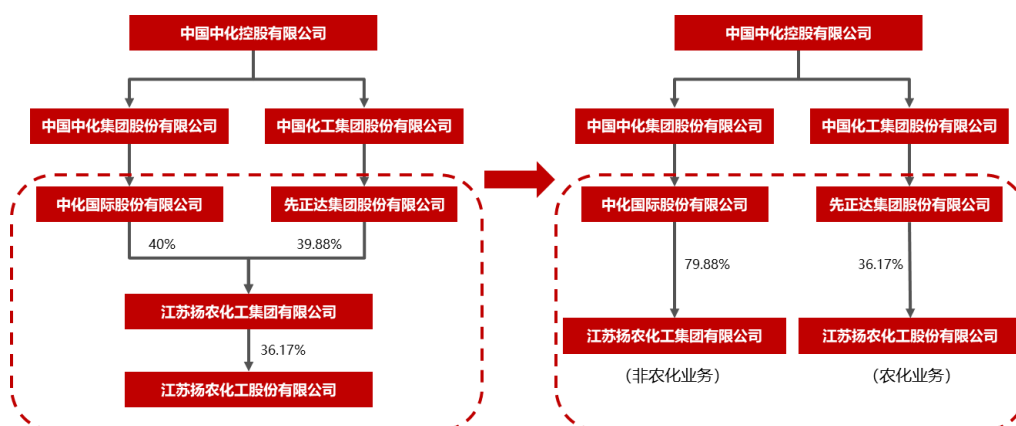 中国中化控股有限公司
中国中化集团股份有限公司
中国化工集团股份有限公司
中化国际股份有限公司
先正达集团股份有限公司
40%
39.88%
江苏扬农化工集团有限公司
36.17%
江苏扬农化工股份有限公司
中国中化控股有限公司
中国中化集团股份有限公司
中国化工集团股份有限公司
中化国际股份有限公司
先正达集团股份有限公司
79.88%
36.17%
江苏扬农化工集团有限公司
江苏扬农化工股份有限公司
（非农化业务）
（农化业务）